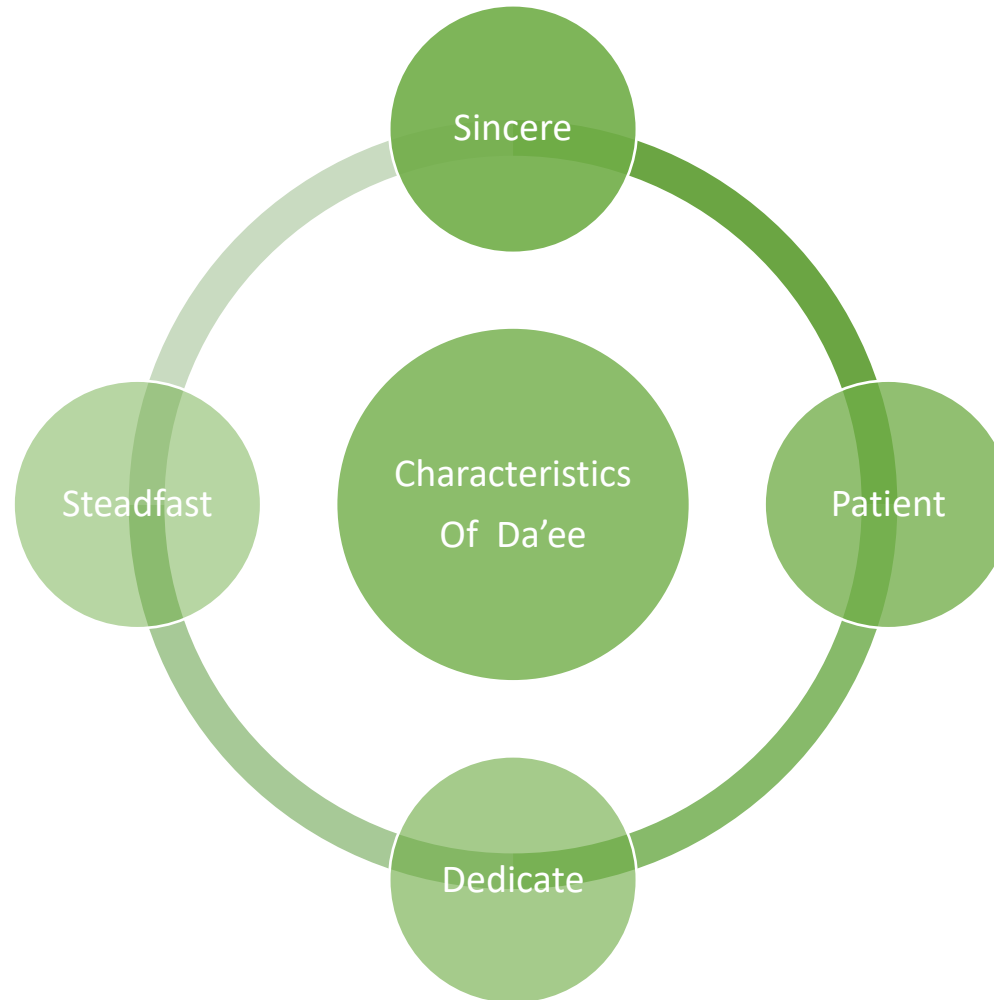 Sincere
Characteristics
Of  Da’ee
Steadfast
Patient
Dedicate